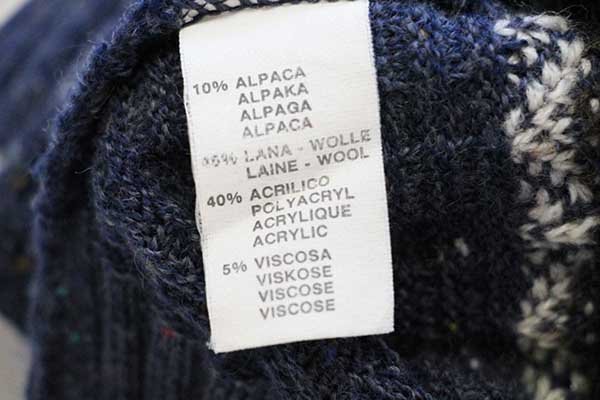 10% ALPACA
ALPAKA
ALPAGA
ALPACA
LANA - WOLLE
LAINE - WOOL
40% ACRILICO
POLYACRYL
ACRYLIQUE
ACRYLIC
5% VISCOSA
VISKOSE
VISCOSE
VISCOSE